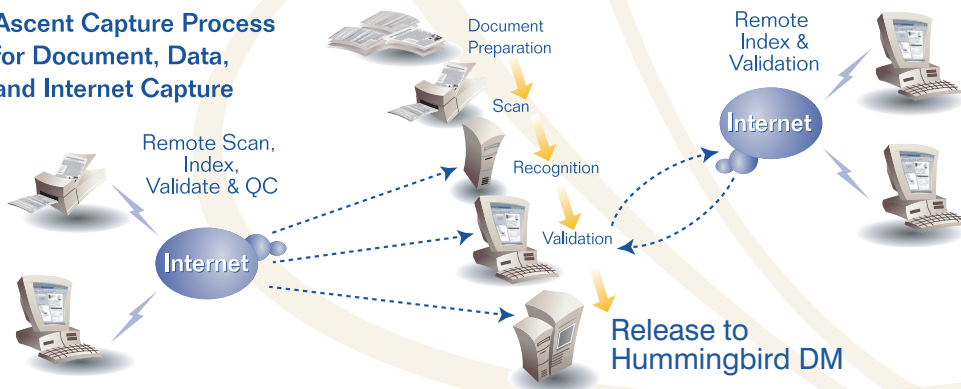 Ascent Capture Process
for Document, Data,
and Internet Capture
Document
Preparation
Scan
Recognition
Validation
Release to
Hummingbird DM
Remote Scan,
Index,
Validate & QC
Internet
Remote
Index &
Validation
Internet